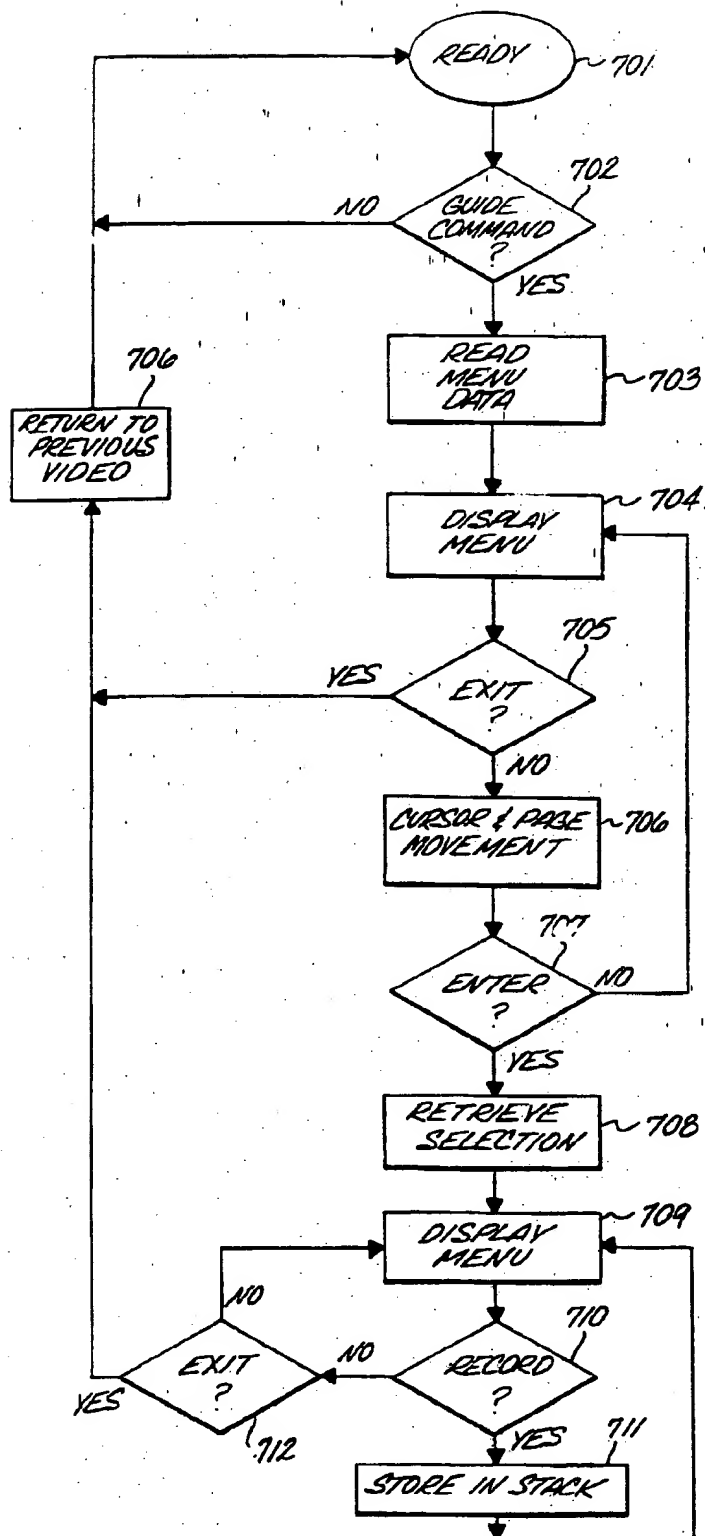 READY
701
702
NO
GUIDE
COMMAND
?
YES
706
READ
MENU
DATA
703
RETURN TO
PREVIOUS
VIDEO
704
DISPLAY
MENU
705
YES
EXIT
?
NO
CURSOR & PAGE
MOVEMENT
706
707
ENTER
?
NO
YES
RETRIEVE
SELECTION
708
709
DISPLAY
MENU
NO
710
EXIT
?
NO
RECORD
?
YES
712
YES
711
STORE IN STACK